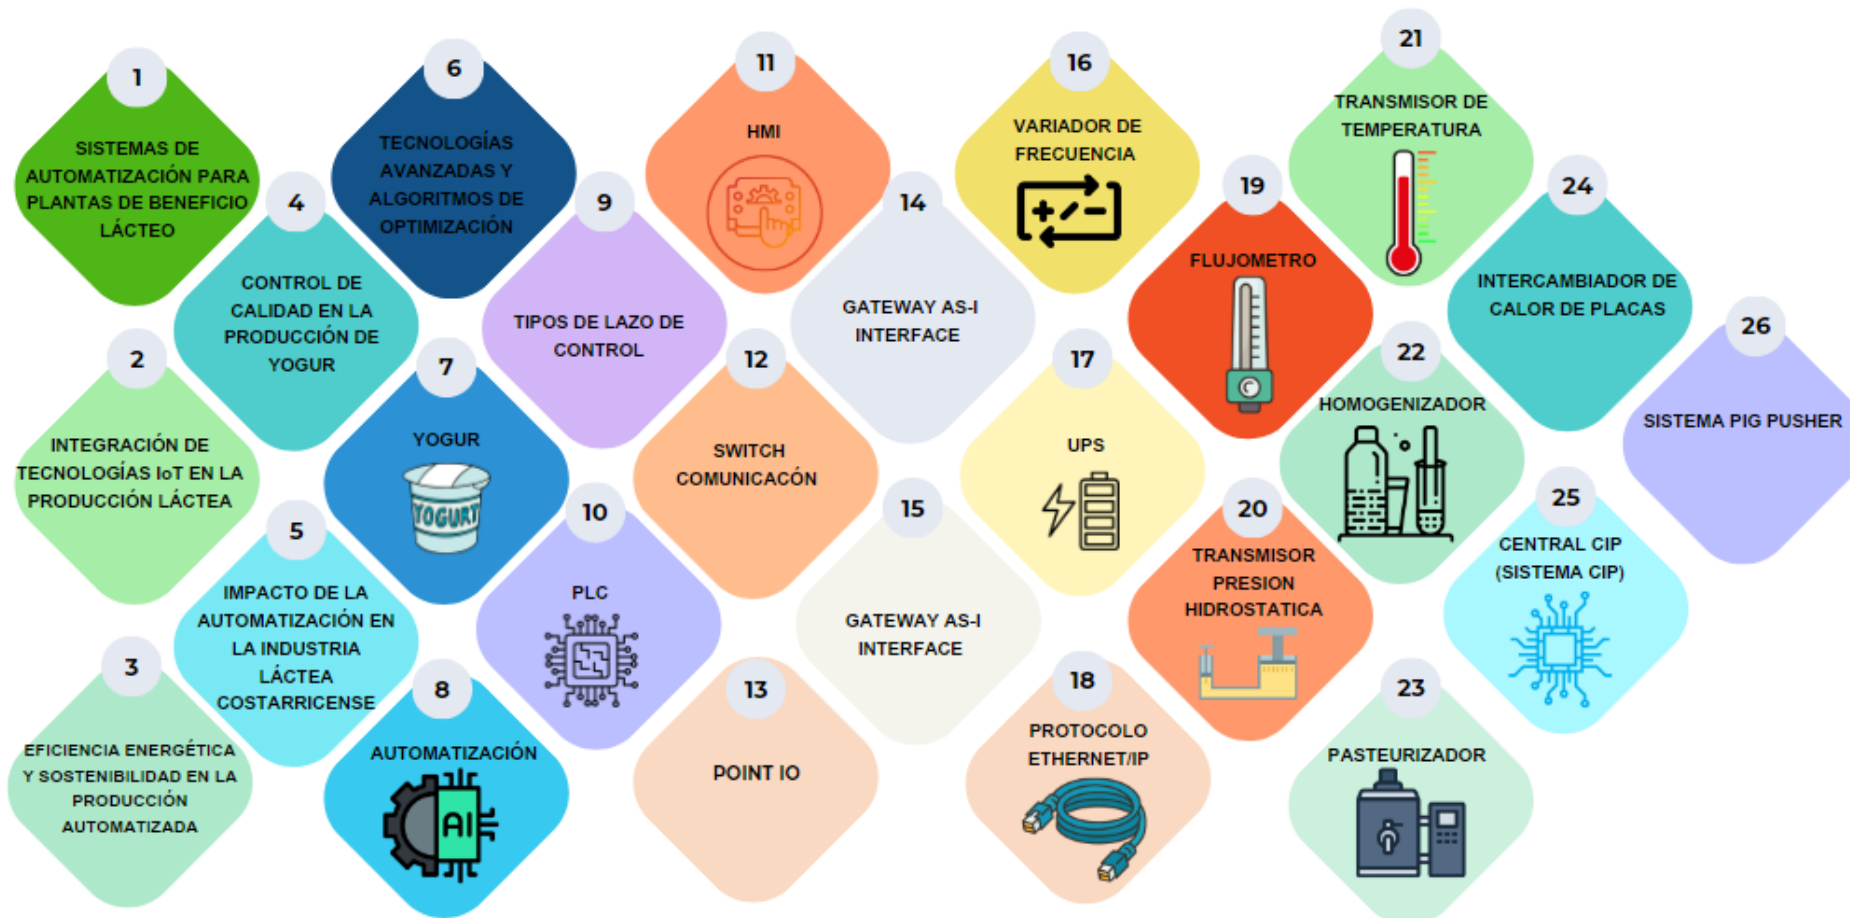 1
SISTEMAS DE
AUTOMATIZACIÓN PARA
PLANTAS DE BENEFICIO
LÁCTEO
2
INTEGRACIÓN DE
TECNOLOGÍAS IoT EN LA
PRODUCCIÓN LÁCTEA
3
EFICIENCIA ENERGÉTICA
Y SOSTENIBILIDAD EN LA
PRODUCCIÓN
AUTOMATIZADA
4
CONTROL DE
CALIDAD EN LA
PRODUCCIÓN DE
YOGUR
5
IMPACTO DE LA
AUTOMATIZACIÓN EN
LA INDUSTRIA
LÁCTEA
COSTARRICENSE
6
TECNOLOGÍAS
AVANZADAS Y
ALGORITMOS DE
OPTIMIZACIÓN
7
YOGUR
YOGURT
8
AUTOMATIZACIÓN
AI
9
TIPOS DE LAZO DE
CONTROL
10
PLC
11
HMI
12
SWITCH
COMUNICACÓN
13
POINT IO
14
GATEWAY AS-I
INTERFACE
15
GATEWAY AS-I
INTERFACE
16
VARIADOR DE
FRECUENCIA
17
UPS
18
PROTOCOLO
ETHERNET/IP
19
FLUJOMETRO
20
TRANSMISOR
PRESION
HIDROSTATICA
21
TRANSMISOR DE
TEMPERATURA
22
HOMOGENIZADOR
23
PASTEURIZADOR
24
INTERCAMBIADOR DE
CALOR DE PLACAS
25
CENTRAL CIP
(SISTEMA CIP)
26
SISTEMA PIG PUSHER